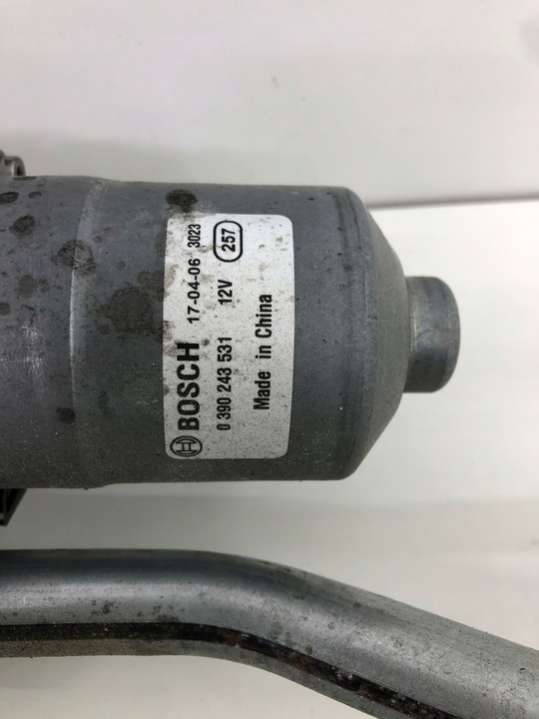 BOSCH 17-04-06 3023
0 390 243 531 12V 257
Made in China